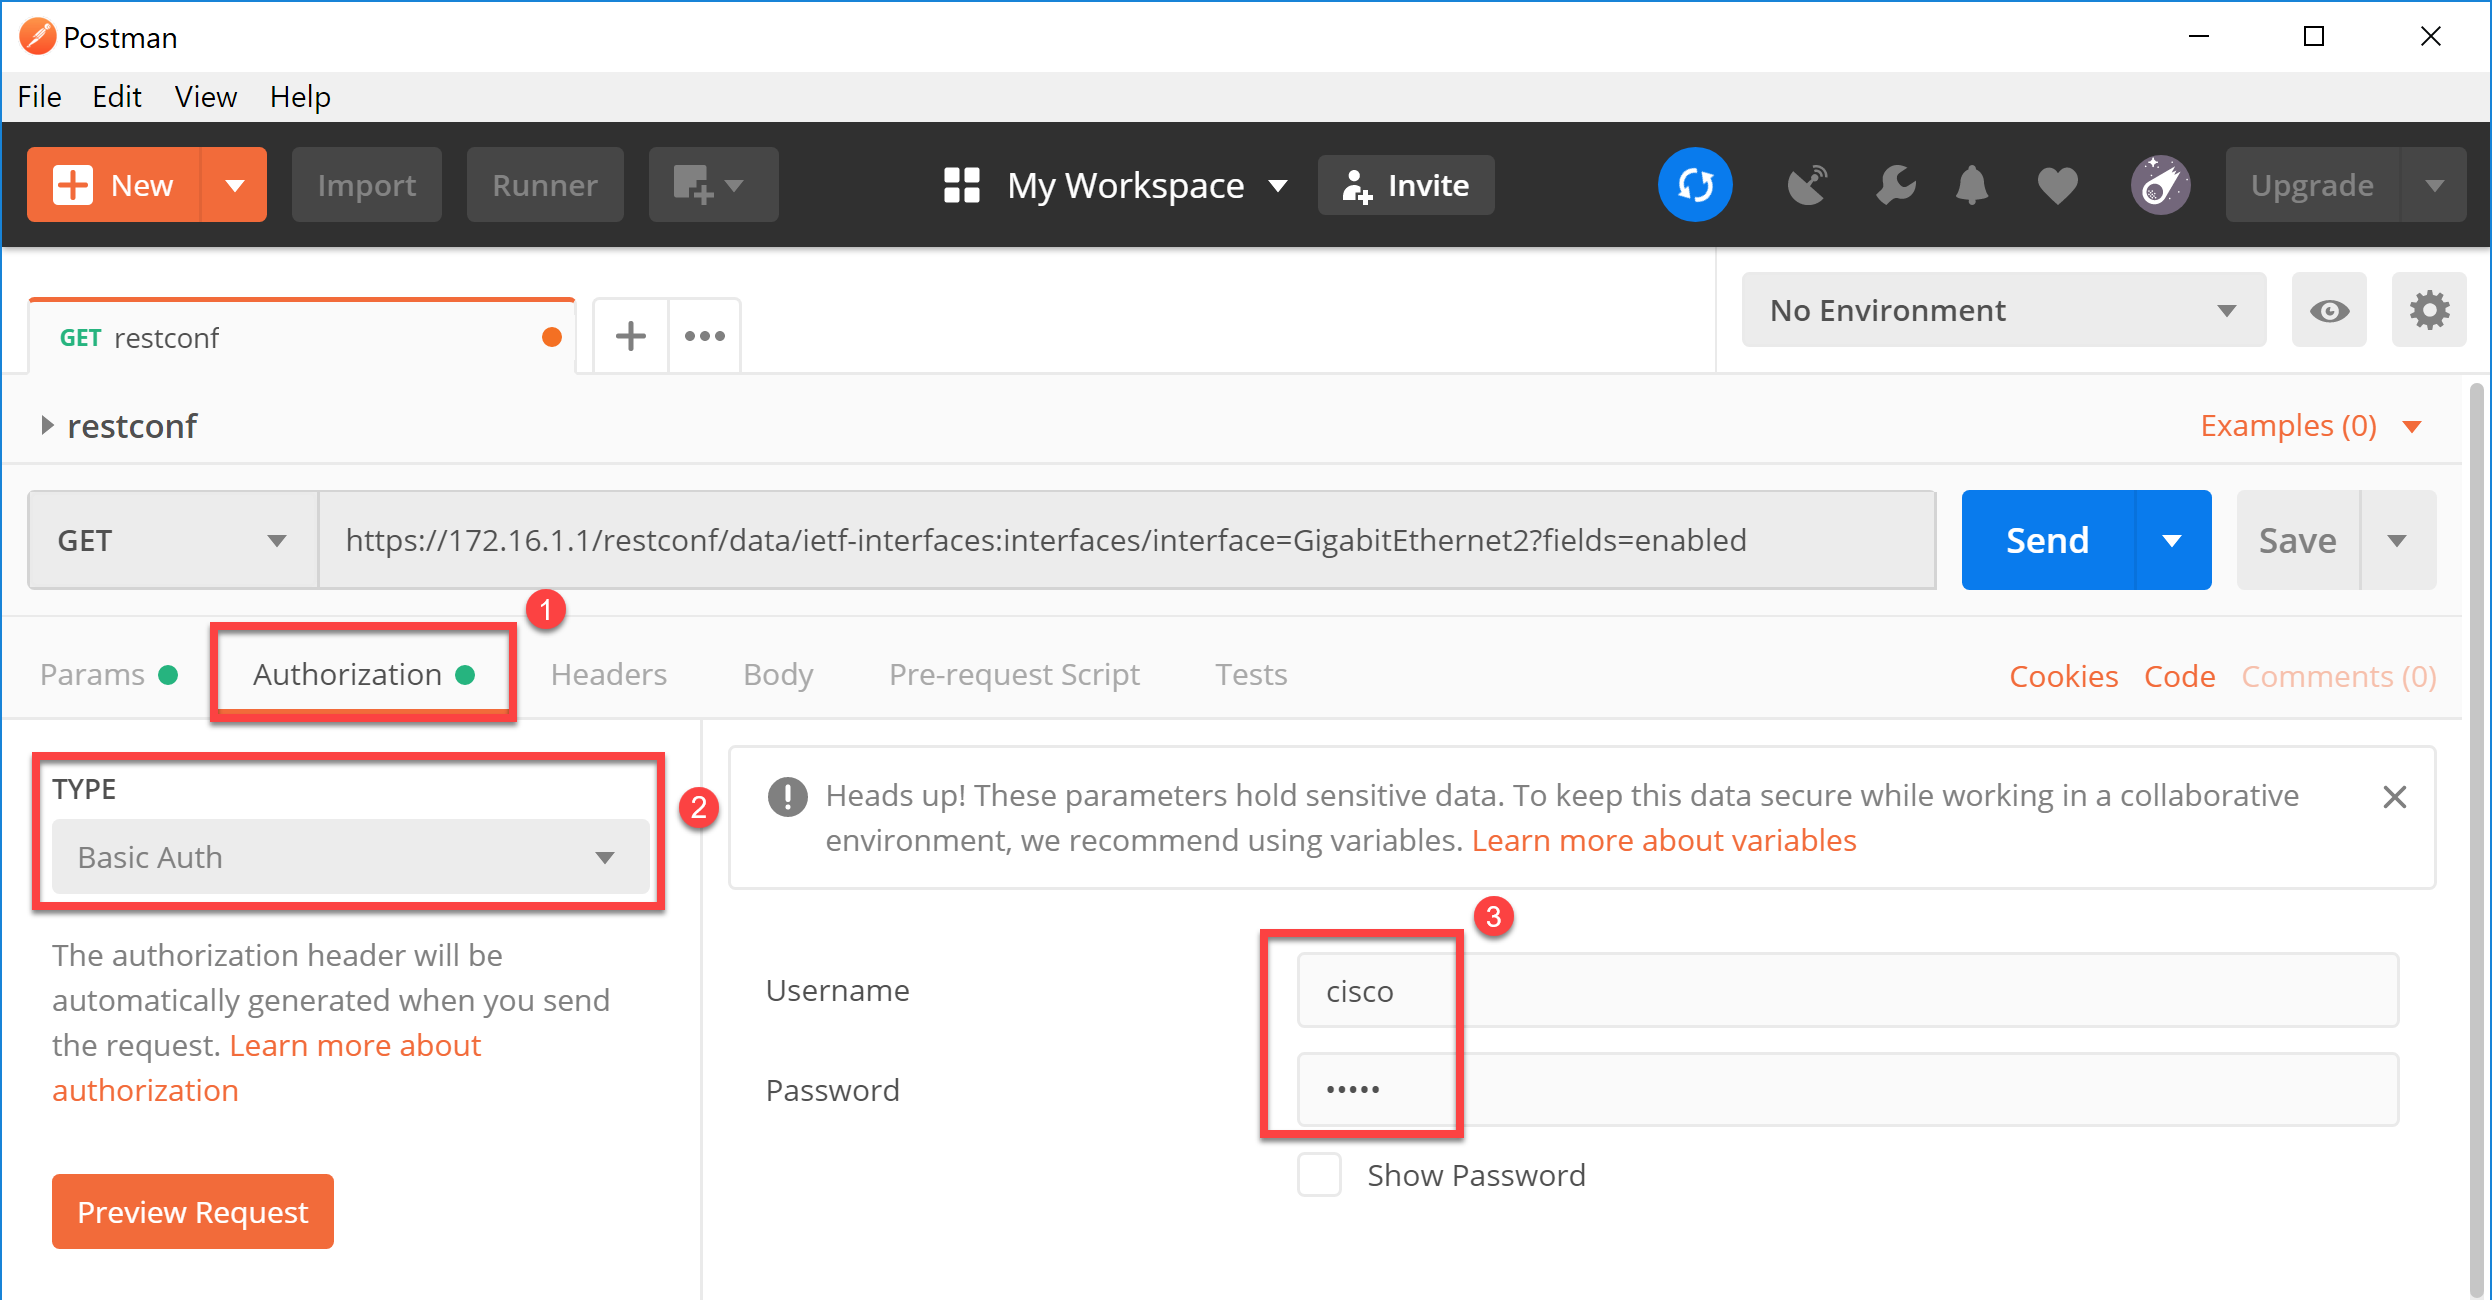 Postman
File Edit View Help
New Import Runner My Workspace Invite Upgrade
GET restconf No Environment
restconf Examples (0)
GET https://172.16.1.1/restconf/data/ietf-interfaces:interfaces/interface=GigabitEthernet2?fields=enabled Send Save
1
Params Authorization Headers Body Pre-request Script Tests Cookies Code Comments (0)
TYPE
Basic Auth
2
The authorization header will be
automatically generated when you send
the request. Learn more about
authorization
Preview Request
Heads up! These parameters hold sensitive data. To keep this data secure while working in a collaborative
environment, we recommend using variables. Learn more about variables
3
Username cisco
Password •••••
Show Password